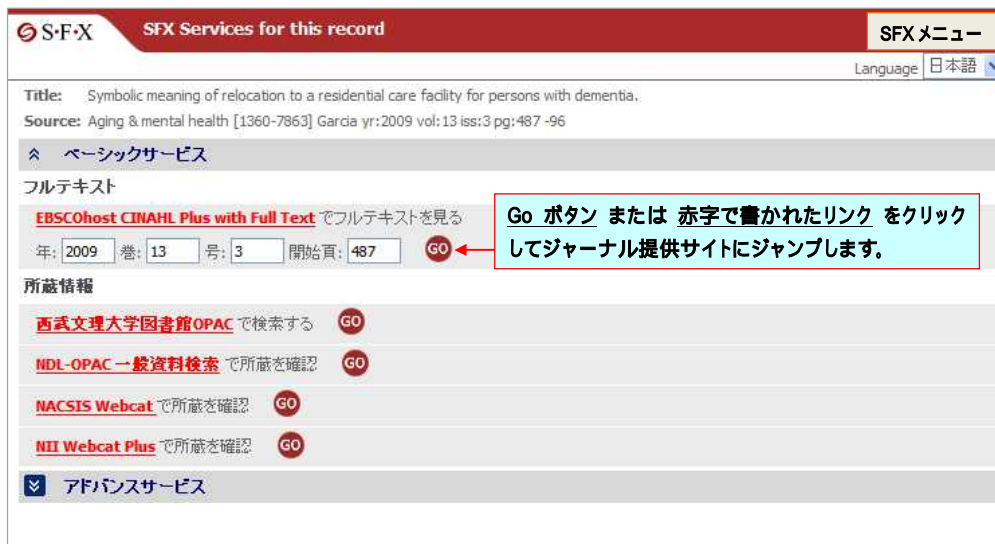 S·F·X SFX Services for this record SFXメニュー
Language 日本語
Title: Symbolic meaning of relocation to a residential care facility for persons with dementia.
Source: Aging & mental health [1360-7863] Garcia yr:2009 vol:13 iss:3 pg:487 -96
ベーシックサービス
フルテキスト
EBSCOhost CINAHL Plus with Full Text でフルテキストを見る
年: 2009 巻: 13 号: 3 開始頁: 487 GO
Go ボタン または 赤字で書かれたリンク をクリック
してジャーナル提供サイトにジャンプします。
所蔵情報
西武文理大学図書館OPAC で検索する GO
NDL-OPAC 一般資料検索 で所蔵を確認 GO
NACSIS Webcat で所蔵を確認 GO
NII Webcat Plus で所蔵を確認 GO
アドバンスサービス